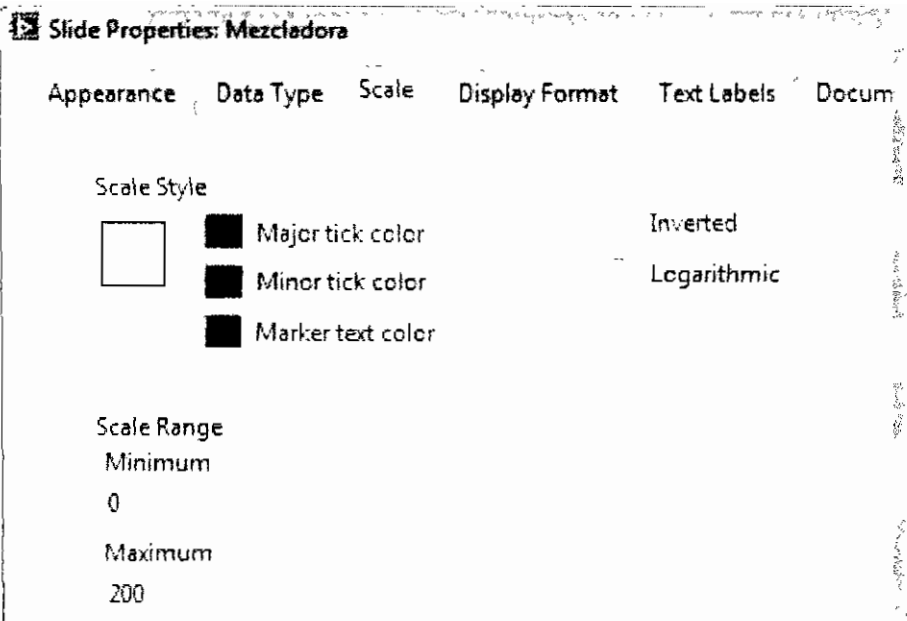 Slide Properties: Mezcladora
Appearance Data Type Scale Display Format Text Labels Docum
Scale Style
Major tick color
Inverted
Minor tick color
Logarithmic
Marker text color
Scale Range
Minimum
0
Maximum
200